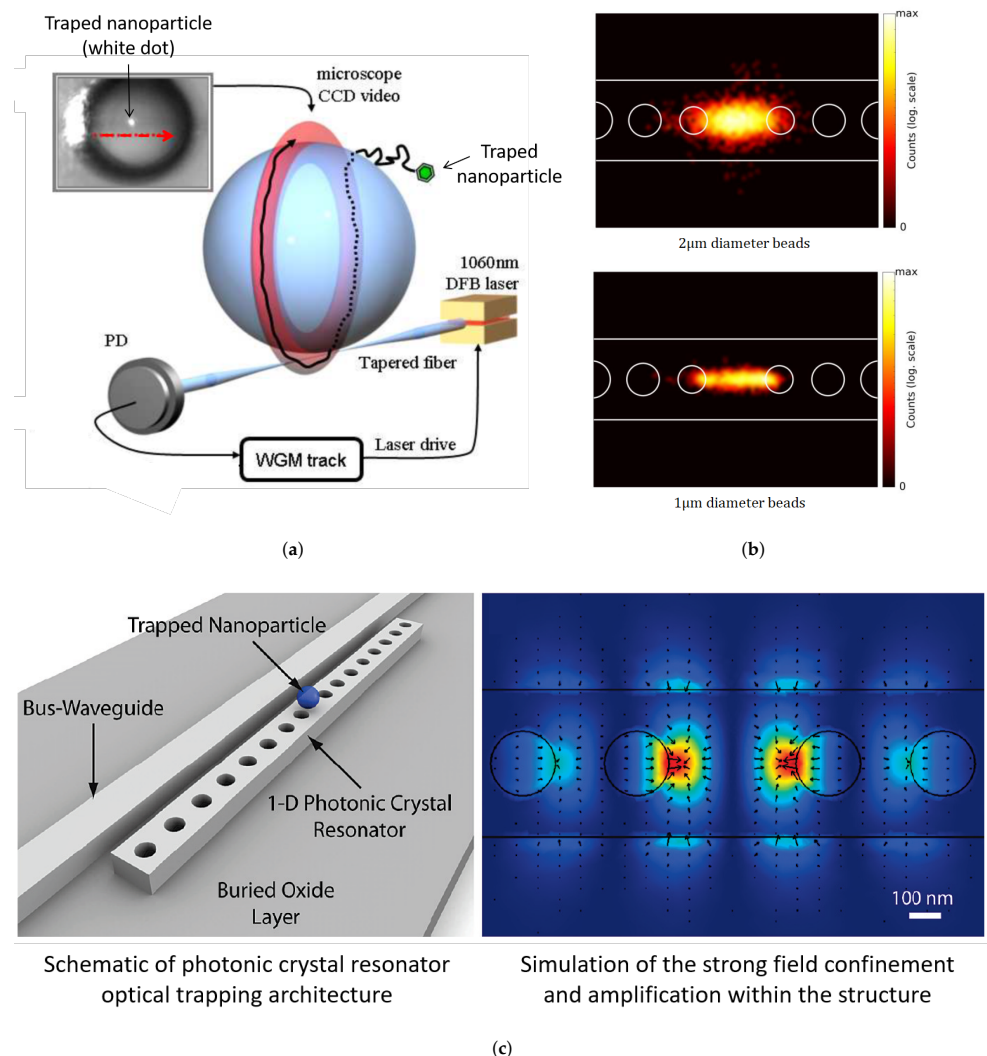 Traped nanoparticle
(white dot)
microscope
CCD video
Traped
nanoparticle
1060nm
DFB laser
PD
Tapered fiber
Laser drive
WGM track
(a)
max
Counts (log. scale)
0
2μm diameter beads
max
Counts (log. scale)
0
1μm diameter beads
(b)
Trapped Nanoparticle
Bus-Waveguide
1-D Photonic Crystal
Resonator
Buried Oxide
Layer
100 nm
Schematic of photonic crystal resonator
optical trapping architecture
Simulation of the strong field confinement
and amplification within the structure
(c)